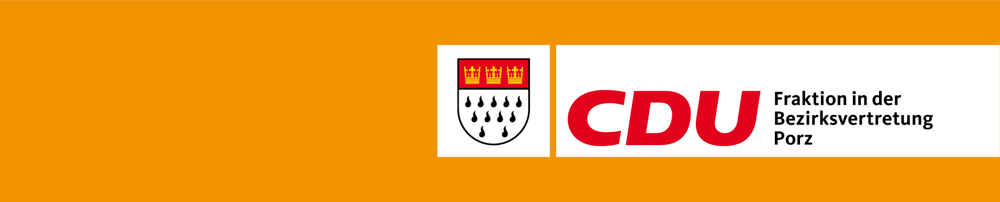 CDU
Fraktion in der
Bezirksvertretung
Porz